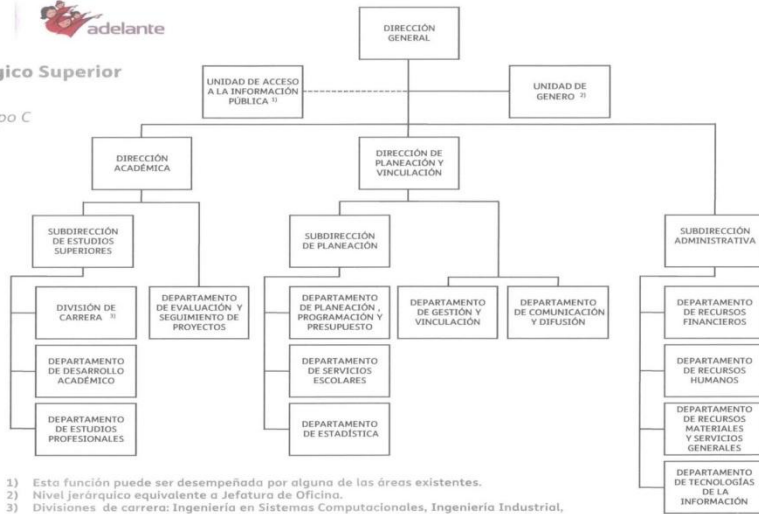 adelante
gico Superior
po C
DIRECCIÓN
GENERAL
UNIDAD DE ACCESO
A LA INFORMACIÓN
PÚBLICA 1)
UNIDAD DE
GENERO 2)
DIRECCIÓN
ACADÉMICA
DIRECCIÓN DE
PLANEACIÓN Y
VINCULACIÓN
SUBDIRECCIÓN
DE ESTUDIOS
SUPERIORES
SUBDIRECCIÓN
DE PLANEACIÓN
SUBDIRECCIÓN
ADMINISTRATIVA
DIVISIÓN DE
CARRERA 3)
DEPARTAMENTO
DE EVALUACIÓN Y
SEGUIMIENTO DE
PROYECTOS
DEPARTAMENTO
DE PLANEACIÓN ,
PROGRAMACIÓN Y
PRESUPUESTO
DEPARTAMENTO
DE GESTIÓN Y
VINCULACIÓN
DEPARTAMENTO
DE COMUNICACIÓN
Y DIFUSIÓN
DEPARTAMENTO
DE RECURSOS
FINANCIEROS
DEPARTAMENTO
DE DESARROLLO
ACADÉMICO
DEPARTAMENTO
DE SERVICIOS
ESCOLARES
DEPARTAMENTO
DE RECURSOS
HUMANOS
DEPARTAMENTO
DE ESTUDIOS
PROFESIONALES
DEPARTAMENTO
DE ESTADÍSTICA
DEPARTAMENTO
DE RECURSOS
MATERIALES
Y SERVICIOS
GENERALES
DEPARTAMENTO
DE TECNOLOGÍAS
DE LA
INFORMACIÓN
1) Esta función puede ser desempeñada por alguna de las áreas existentes.
2) Nivel jerárquico equivalente a Jefatura de Oficina.
3) Divisiones de carrera: Ingeniería en Sistemas Computacionales, Ingeniería Industrial,